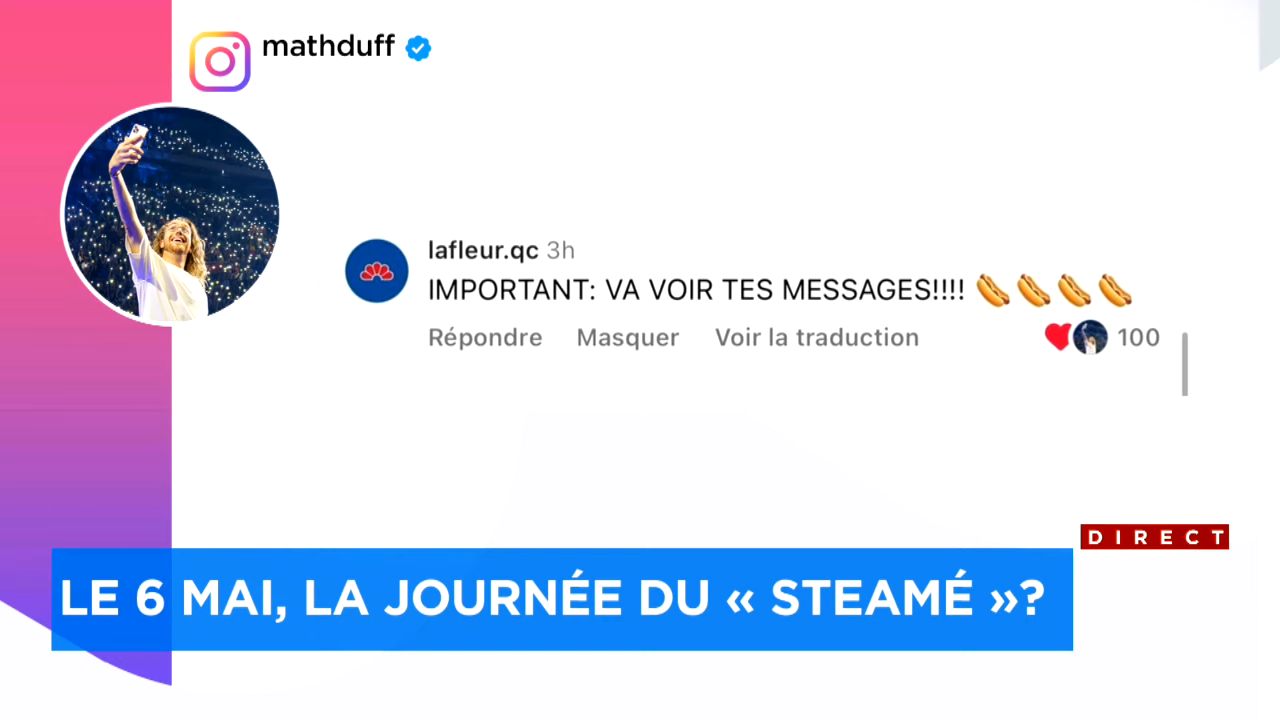 mathduff
lafleur.qc 3h
IMPORTANT: VA VOIR TES MESSAGES!!!! 🌭🌭🌭🌭
Répondre Masquer Voir la traduction 100
DIRECT
LE 6 MAI, LA JOURNÉE DU « STEAMÉ »?